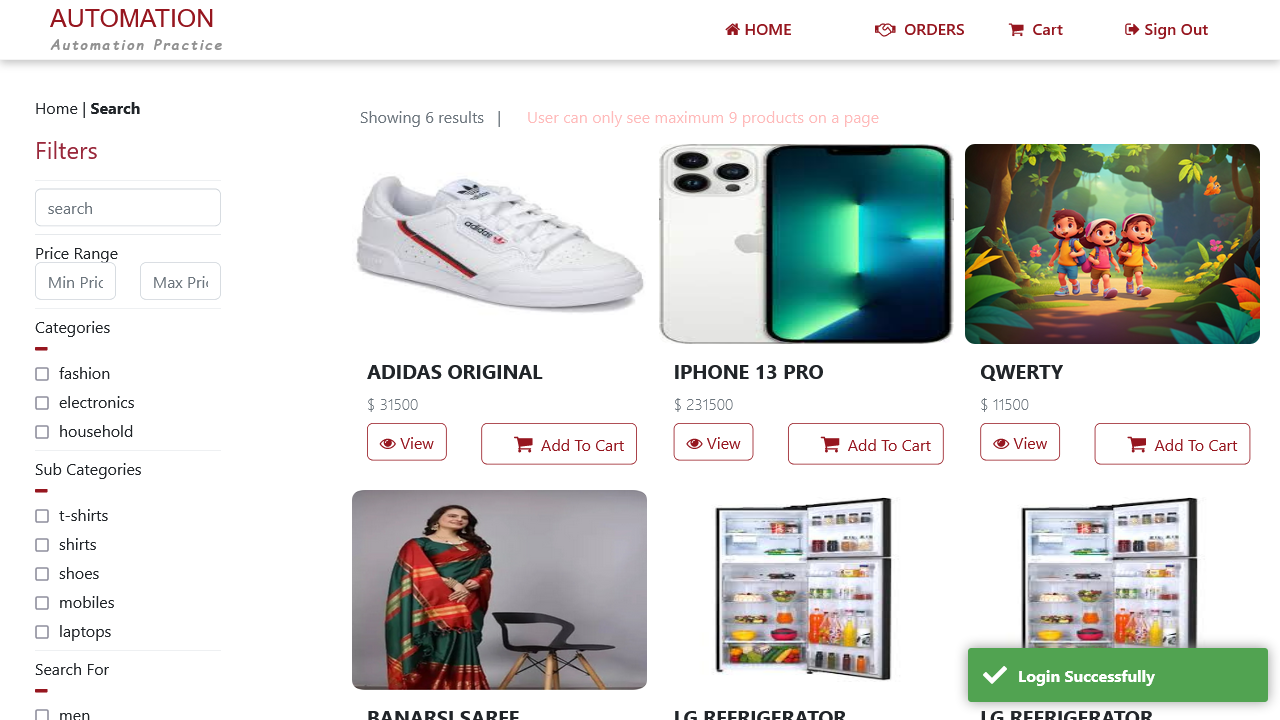 AUTOMATION
Automation Practice
HOME
ORDERS
Cart
Sign Out
Home | Search
Filters
search
Price Range
Min Pric
Max Pric
Categories
fashion
electronics
household
Sub Categories
t-shirts
shirts
shoes
mobiles
laptops
Search For
men
Showing 6 results |
User can only see maximum 9 products on a page
adidas
ADIDAS ORIGINAL
$ 31500
View
Add To Cart
IPHONE 13 PRO
$ 231500
View
Add To Cart
QWERTY
$ 11500
View
Add To Cart
BANARSI SAREE
LG REFRIGERATOR
LG REFRIGERATOR
Login Successfully